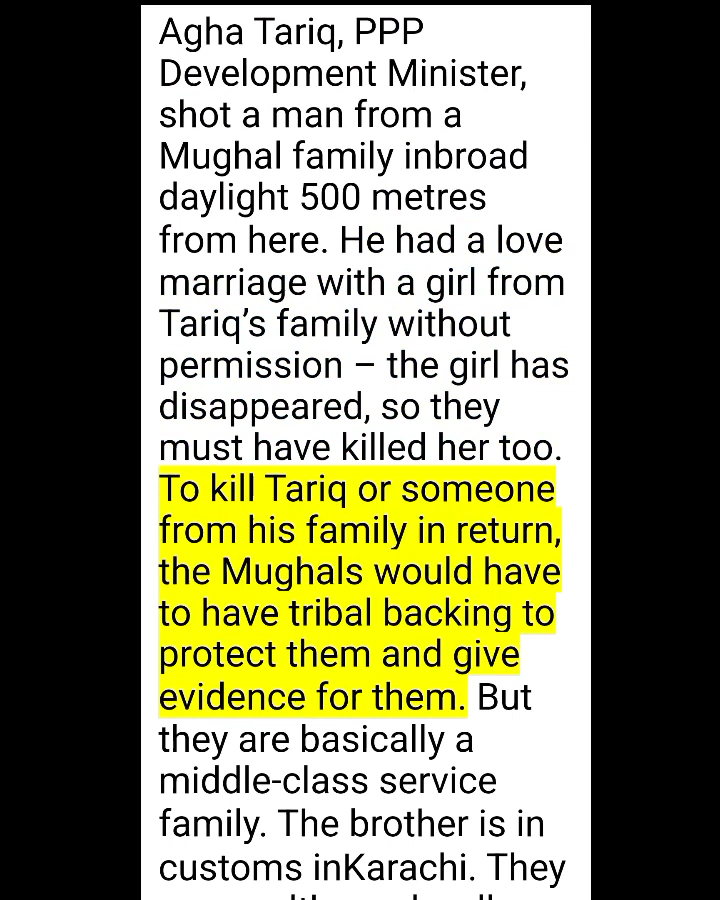 Agha Tariq, PPP
Development Minister,
shot a man from a
Mughal family inbroad
daylight 500 metres
from here. He had a love
marriage with a girl from
Tariq’s family without
permission – the girl has
disappeared, so they
must have killed her too.
To kill Tariq or someone
from his family in return,
the Mughals would have
to have tribal backing to
protect them and give
evidence for them. But
they are basically a
middle-class service
family. The brother is in
customs inKarachi. They